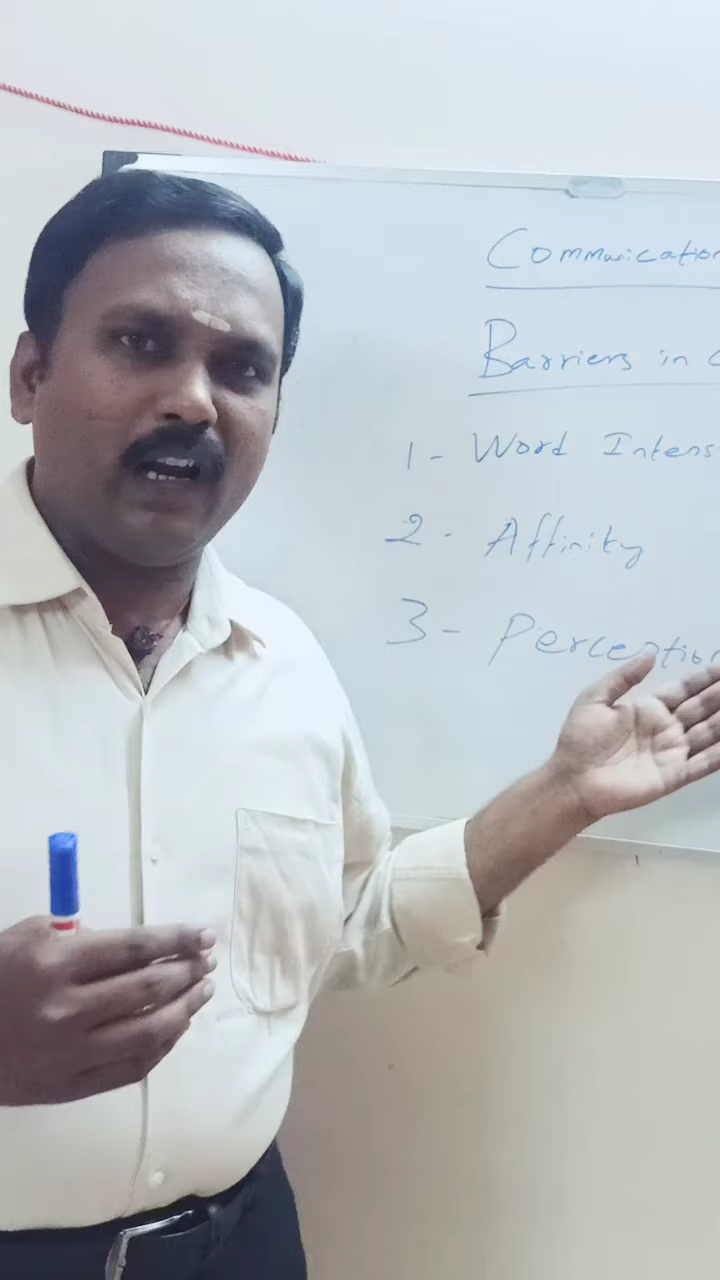 Communication
Barriers in C
1- Word Intens
2- Affinity
3- Perception